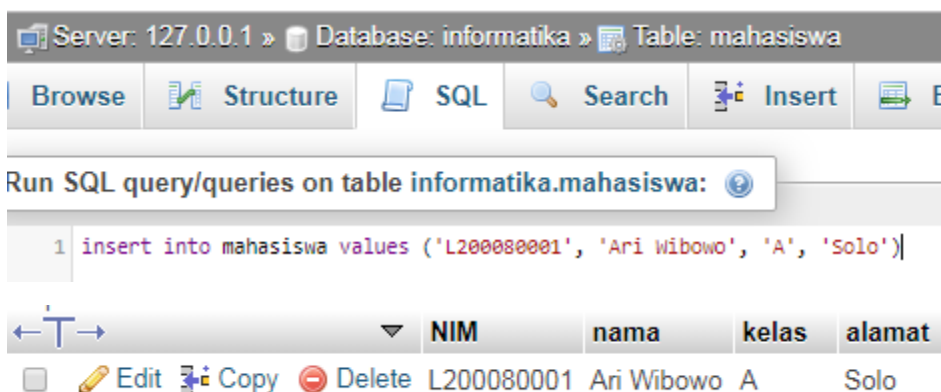 Server: 127.0.0.1 » Database: informatika » Table: mahasiswa
Browse Structure SQL Search Insert
Run SQL query/queries on table informatika.mahasiswa:
1 insert into mahasiswa values ('L200080001', 'Ari Wibowo', 'A', 'Solo')
←T→ NIM nama kelas alamat
Edit Copy Delete L200080001 Ari Wibowo A Solo